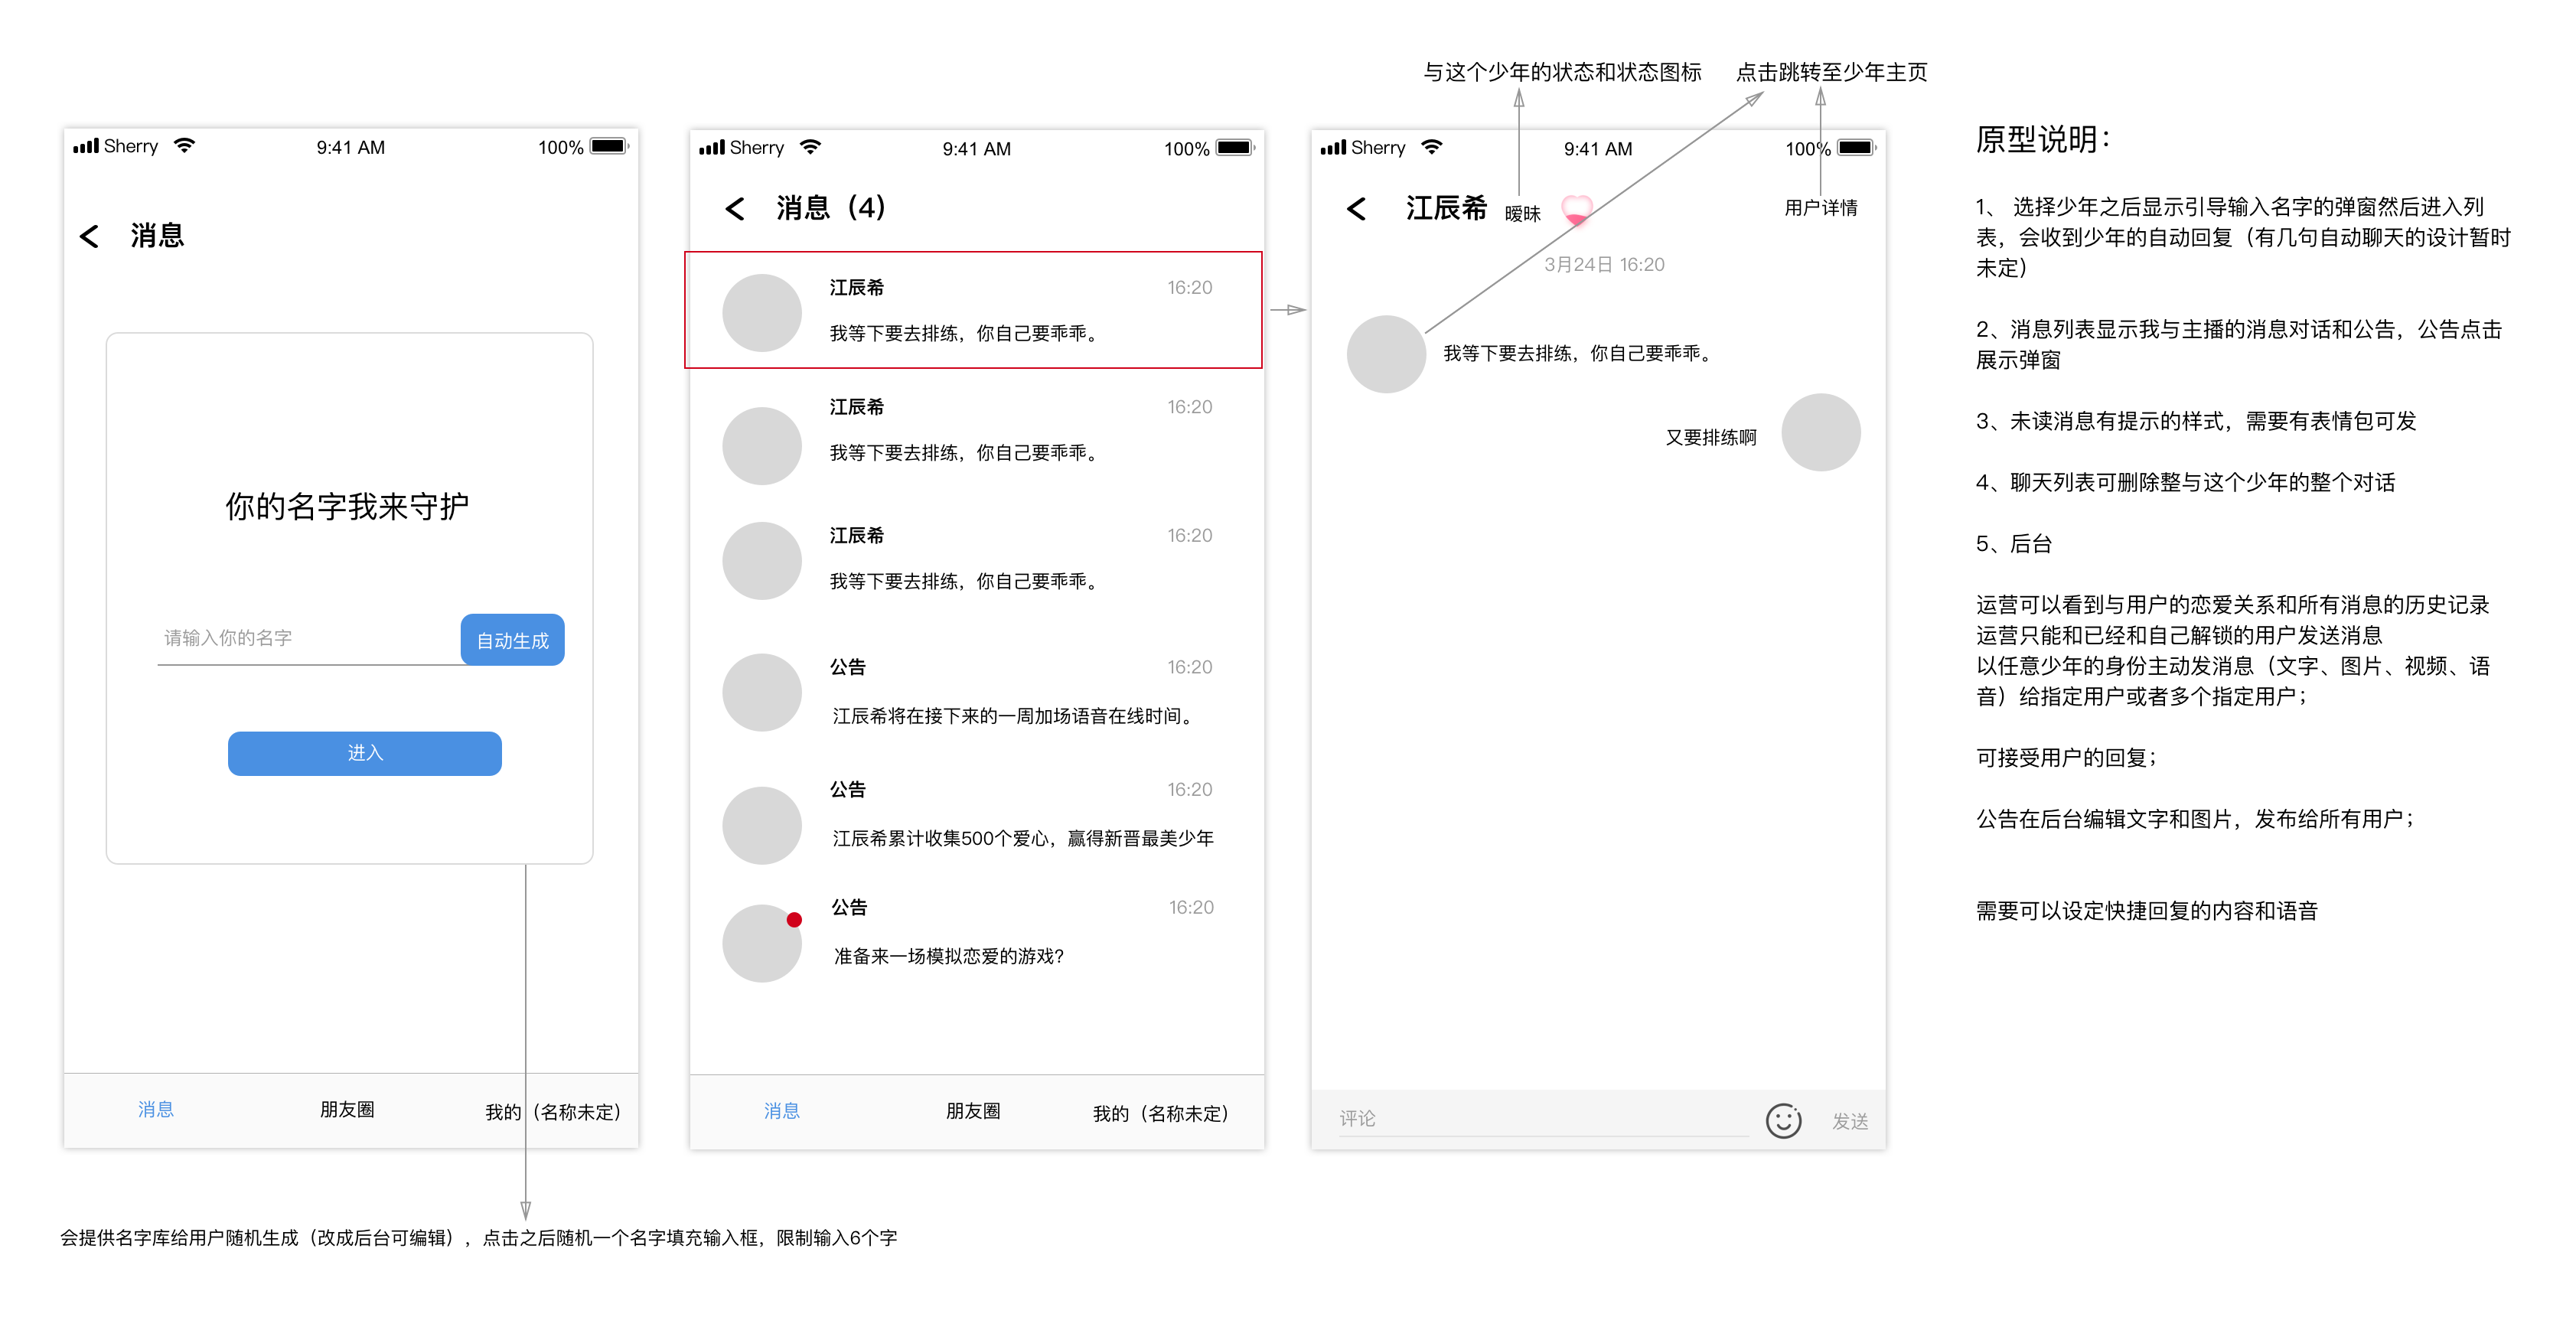 与这个少年的状态和状态图标
点击跳转至少年主页
Sherry
9:41 AM
100%
消息
你的名字我来守护
请输入你的名字
自动生成
进入
消息
朋友圈
我的（名称未定）
会提供名字库给用户随机生成（改成后台可编辑），点击之后随机一个名字填充输入框，限制输入6个字
Sherry
9:41 AM
100%
消息（4）
江辰希
16:20
我等下要去排练，你自己要乖乖。
江辰希
16:20
我等下要去排练，你自己要乖乖。
江辰希
16:20
我等下要去排练，你自己要乖乖。
公告
16:20
江辰希将在接下来的一周加场语音在线时间。
公告
16:20
江辰希累计收集500个爱心，赢得新晋最美少年
公告
16:20
准备来一场模拟恋爱的游戏？
消息
朋友圈
我的（名称未定）
Sherry
9:41 AM
100%
江辰希
暧昧
用户详情
3月24日 16:20
我等下要去排练，你自己要乖乖。
又要排练啊
评论
发送
原型说明：
1、 选择少年之后显示引导输入名字的弹窗然后进入列
表，会收到少年的自动回复（有几句自动聊天的设计暂时
未定）
2、消息列表显示我与主播的消息对话和公告，公告点击
展示弹窗
3、未读消息有提示的样式，需要有表情包可发
4、聊天列表可删除整与这个少年的整个对话
5、后台
运营可以看到与用户的恋爱关系和所有消息的历史记录
运营只能和已经和自己解锁的用户发送消息
以任意少年的身份主动发消息（文字、图片、视频、语
音）给指定用户或者多个指定用户；
可接受用户的回复；
公告在后台编辑文字和图片，发布给所有用户；
需要可以设定快捷回复的内容和语音